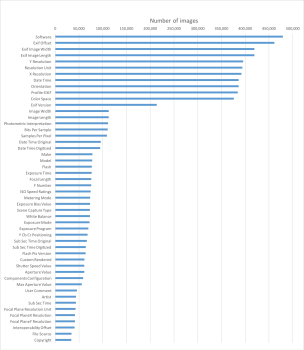 Number of images
0 50,000 100,000 150,000 200,000 250,000 300,000 350,000 400,000 450,000 500,000
Software
Exif Offset
Exif Image Width
Exif Image Length
Y Resolution
Resolution Unit
X Resolution
Date Time
Orientation
Profile-EXIF
Color Space
Exif Version
Image Width
Image Length
Photometric Interpretation
Bits Per Sample
Samples Per Pixel
Date Time Original
Date Time Digitized
Make
Model
Flash
Exposure Time
Focal Length
F Number
ISO Speed Ratings
Metering Mode
Exposure Bias Value
Scene Capture Type
White Balance
Exposure Mode
Exposure Program
Y Cb Cr Positioning
Sub Sec Time Original
Sub Sec Time Digitized
Flash Pix Version
Custom Rendered
Shutter Speed Value
Aperture Value
Components Configuration
Max Aperture Value
User Comment
Artist
Sub Sec Time
Focal Plane Resolution Unit
Focal Plane X Resolution
Focal Plane Y Resolution
Interoperability Offset
File Source
Copyright